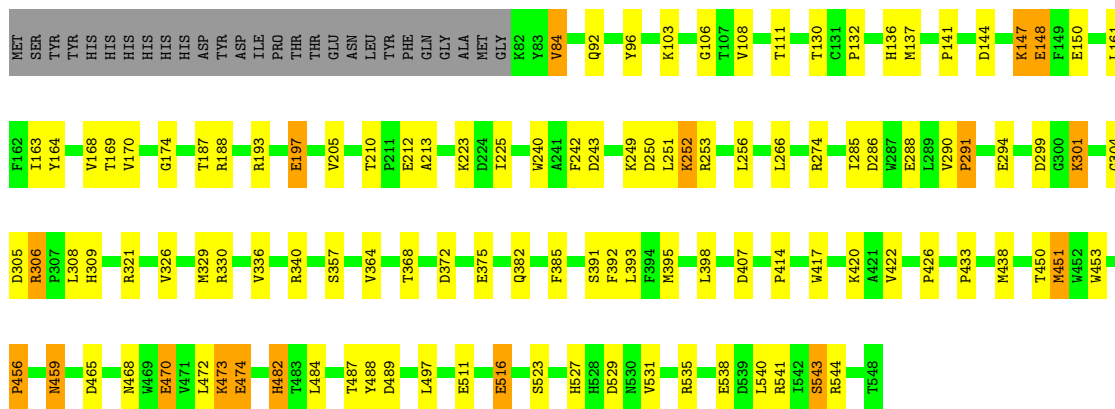 MET SER TYR TYR HIS HIS HIS HIS HIS HIS ASP TYR ASP ILE PRO THR THR GLU ASN LEU TYR PHE GLN GLY ALA MET GLY K82 Y83 V84 Q92 Y96 K103 G106 T107 V108 T111 T130 C131 P132 H136 M137 P141 D144 K147 E148 F149 E150 L161
F162 I163 Y164 V168 T169 V170 G174 T187 R188 R193 E197 V205 T210 P211 E212 A213 K223 D224 I225 W240 A241 F242 D243 K249 D250 L251 K252 R253 L256 L266 R274 I285 D286 W287 E288 L289 V290 P291 E294 D299 G300 K301 G304
D305 R306 P307 L308 H309 R321 V326 M329 R330 V336 R340 S357 V364 T368 D372 E375 Q382 F385 S391 F392 L393 F394 M395 L398 D407 P414 W417 K420 A421 V422 P426 P433 M438 T450 M451 W452 W453
P456 N459 D465 N468 W469 E470 V471 L472 K473 E474 H482 T483 L484 T487 Y488 D489 L497 E511 E516 S523 H527 H528 D529 N530 V531 R535 E538 D539 L540 R541 I542 S543 R544 T548